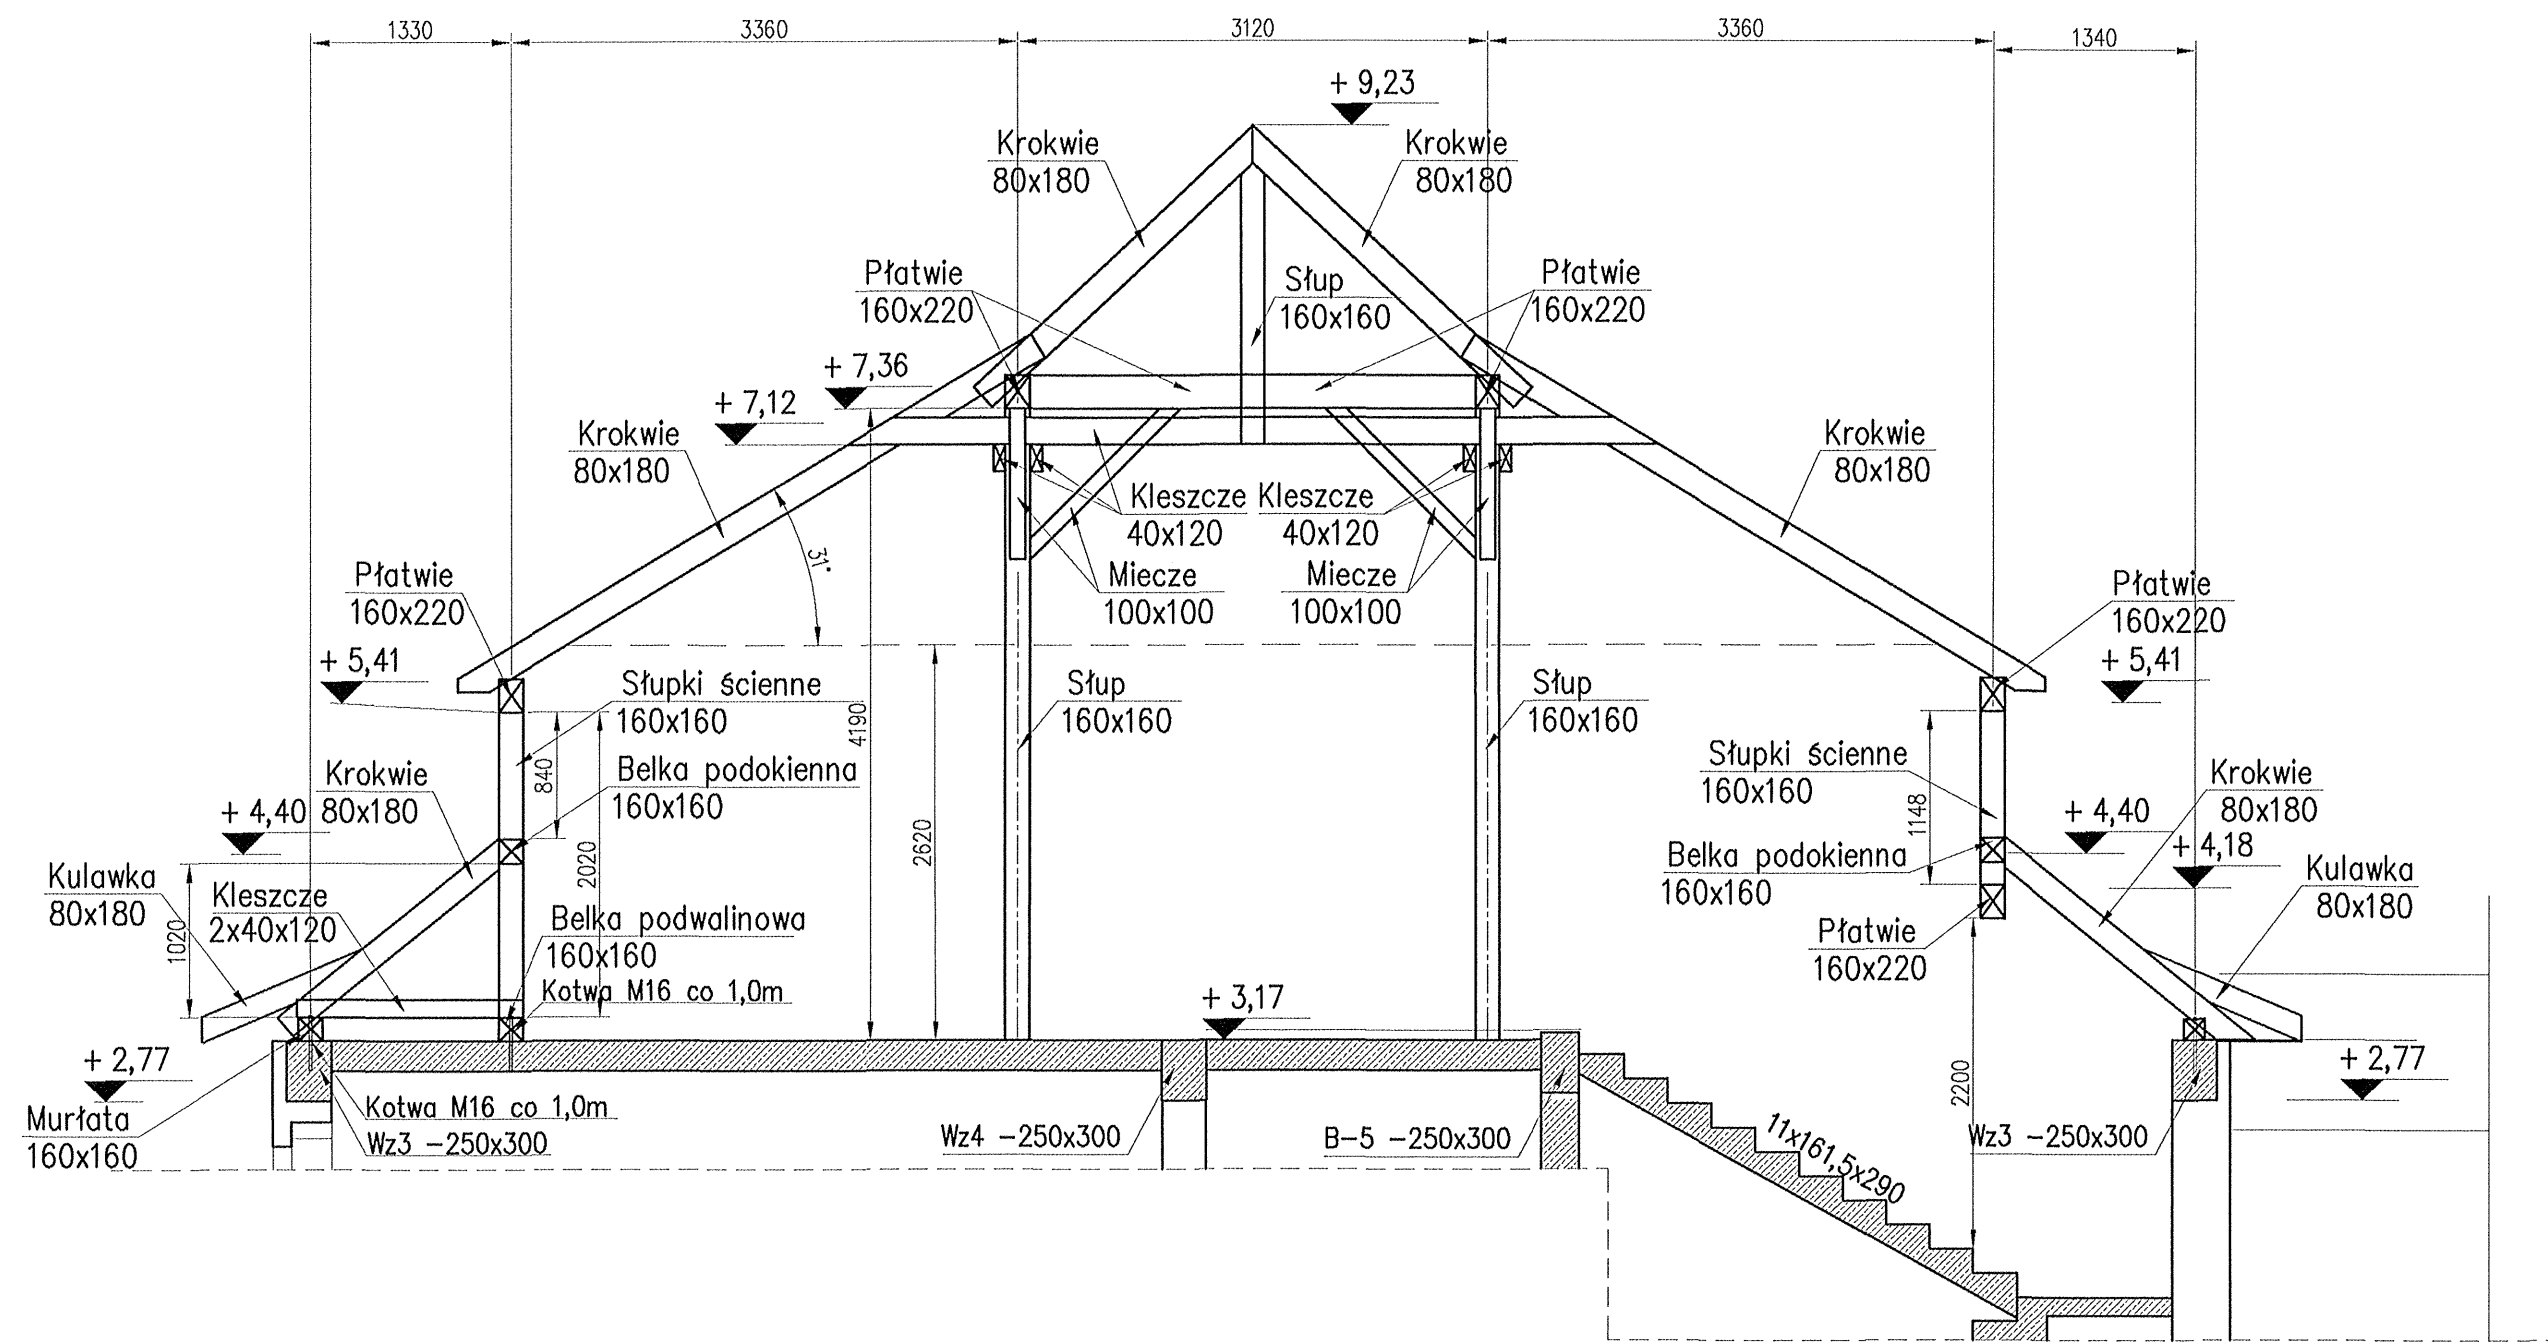 1330
3360
3120
3360
1340
+ 9,23
Krokwie
80x180
Krokwie
80x180
Płatwie
160x220
Słup
160x160
Płatwie
160x220
+ 7,36
+ 7,12
Krokwie
80x180
Krokwie
80x180
Kleszcze
40x120
Kleszcze
40x120
31°
Miecze
100x100
Miecze
100x100
Płatwie
160x220
Płatwie
160x220
+ 5,41
+ 5,41
Słupki ścienne
160x160
4190
Słup
160x160
Słup
160x160
840
Belka podokienna
160x160
Krokwie
80x180
+ 4,40
2020
2620
Słupki ścienne
160x160
1148
Krokwie
80x180
+ 4,40
+ 4,18
Belka podokienna
160x160
Kulawka
80x180
Kleszcze
2x40x120
1020
Belka podwalinowa
160x160
Kotwa M16 co 1,0m
Kulawka
80x180
Płatwie
160x220
+ 3,17
+ 2,77
+ 2,77
2200
Murłata
160x160
Kotwa M16 co 1,0m
Wz3 -250x300
Wz4 -250x300
B-5 -250x300
11x161,5x290
Wz3 -250x300